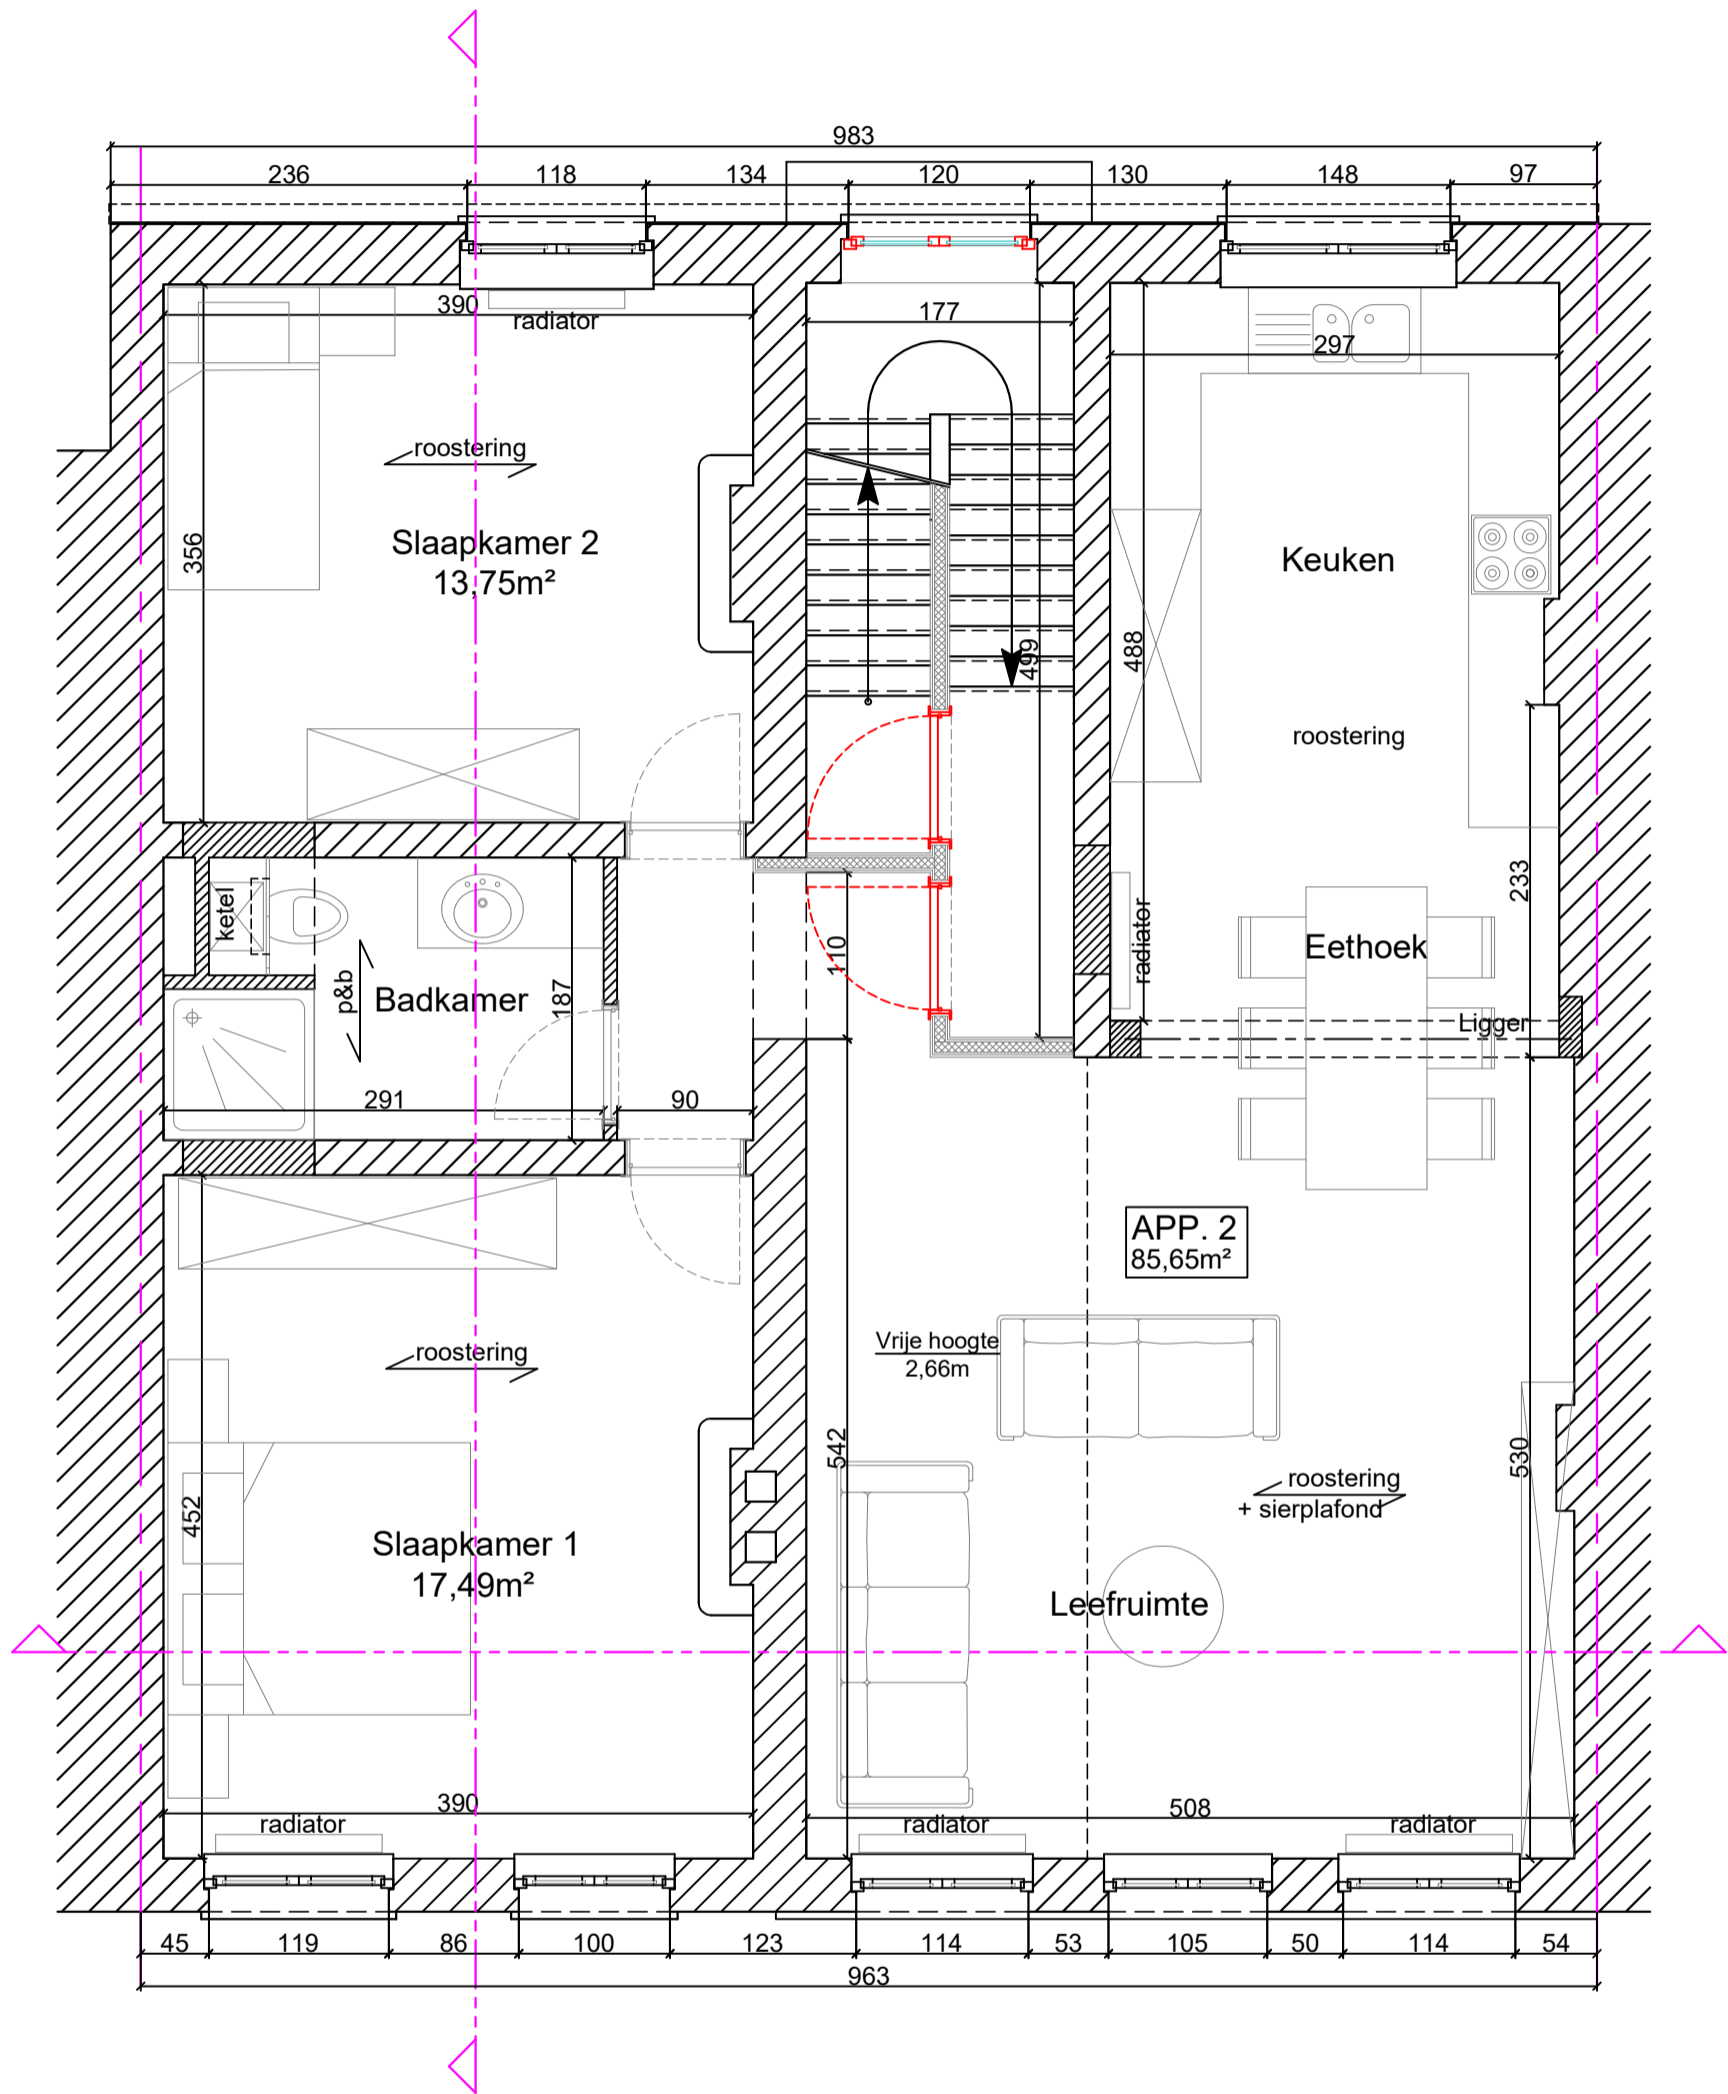 983
236 118 134 120 130 148 97
390
radiator
177
297
roostering
Slaapkamer 2
13,75m²
356
Keuken
499
488
roostering
233
ketel
p&b
Badkamer
187
110
radiator
Eethoek
Ligger
291
90
APP. 2
85,65m²
roostering
Vrije hoogte
2,66m
542
530
roostering
+ sierplafond
452
Slaapkamer 1
17,49m²
Leefruimte
390
508
radiator
radiator
radiator
45 119 86 100 123 114 53 105 50 114 54
963